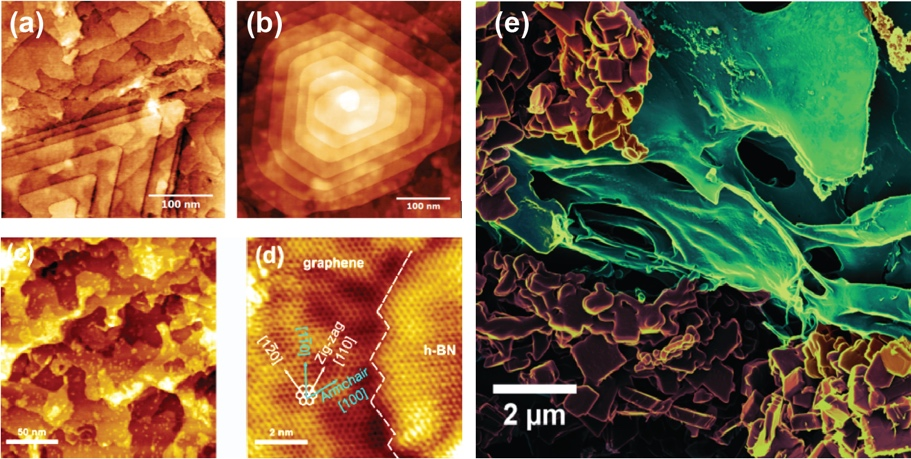 (a)
100 nm
(b)
100 nm
(c)
50 nm
(d)
graphene
h-BN
[1-20]
[1-10]
Zig-zag
[110]
Armchair
[100]
2 nm
(e)
2 μm